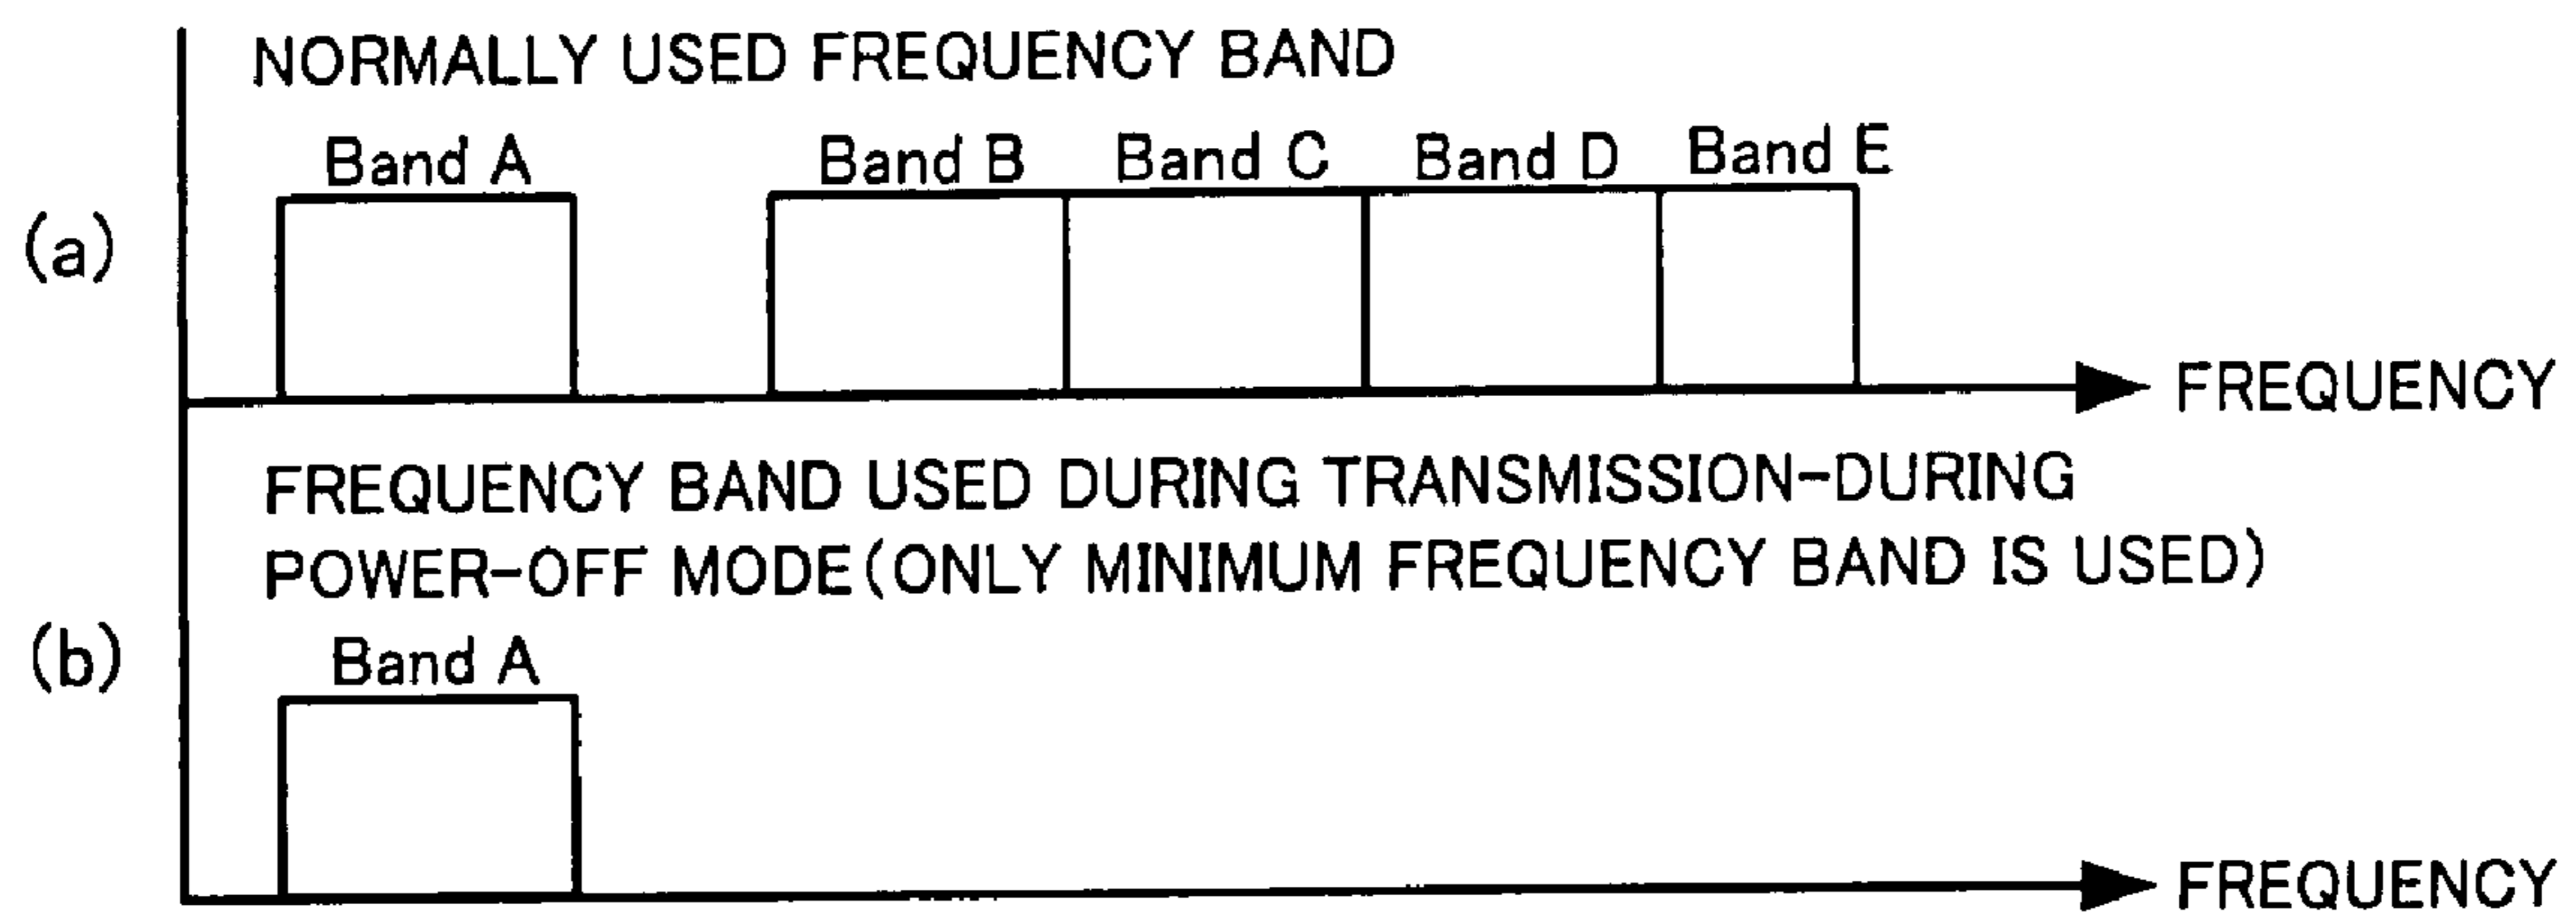 NORMALLY USED FREQUENCY BAND
Band A Band B Band C Band D Band E
(a)
FREQUENCY
FREQUENCY BAND USED DURING TRANSMISSION-DURING
POWER-OFF MODE(ONLY MINIMUM FREQUENCY BAND IS USED)
(b)
Band A
FREQUENCY